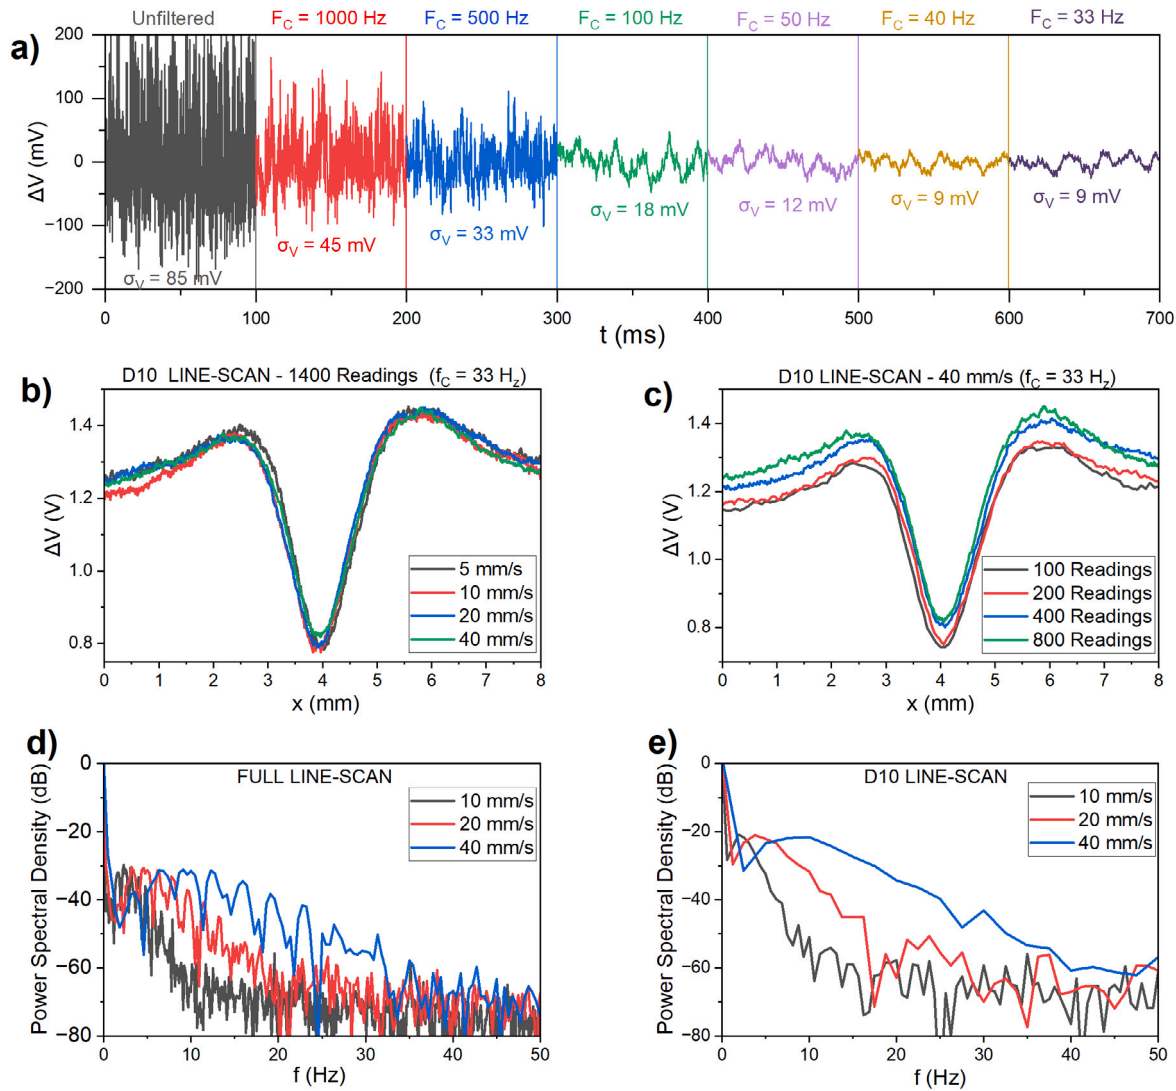 Unfiltered F_C = 1000 Hz F_C = 500 Hz F_C = 100 Hz F_C = 50 Hz F_C = 40 Hz F_C = 33 Hz
a)
200
100
0
−100
−200
ΔV (mV)
σ_V = 85 mV
σ_V = 45 mV
σ_V = 33 mV
σ_V = 18 mV
σ_V = 12 mV
σ_V = 9 mV
σ_V = 9 mV
0 100 200 300 400 500 600 700
t (ms)
b)
D10 LINE-SCAN - 1400 Readings (f_C = 33 H_z)
1.4
1.2
1.0
0.8
ΔV (V)
5 mm/s
10 mm/s
20 mm/s
40 mm/s
0 1 2 3 4 5 6 7 8
x (mm)
c)
D10 LINE-SCAN - 40 mm/s (f_C = 33 H_z)
1.4
1.2
1.0
0.8
ΔV (V)
100 Readings
200 Readings
400 Readings
800 Readings
0 1 2 3 4 5 6 7 8
x (mm)
d)
FULL LINE-SCAN
0
−20
−40
−60
−80
Power Spectral Density (dB)
10 mm/s
20 mm/s
40 mm/s
0 10 20 30 40 50
f (Hz)
e)
D10 LINE-SCAN
0
−20
−40
−60
−80
Power Spectral Density (dB)
10 mm/s
20 mm/s
40 mm/s
0 10 20 30 40 50
f (Hz)